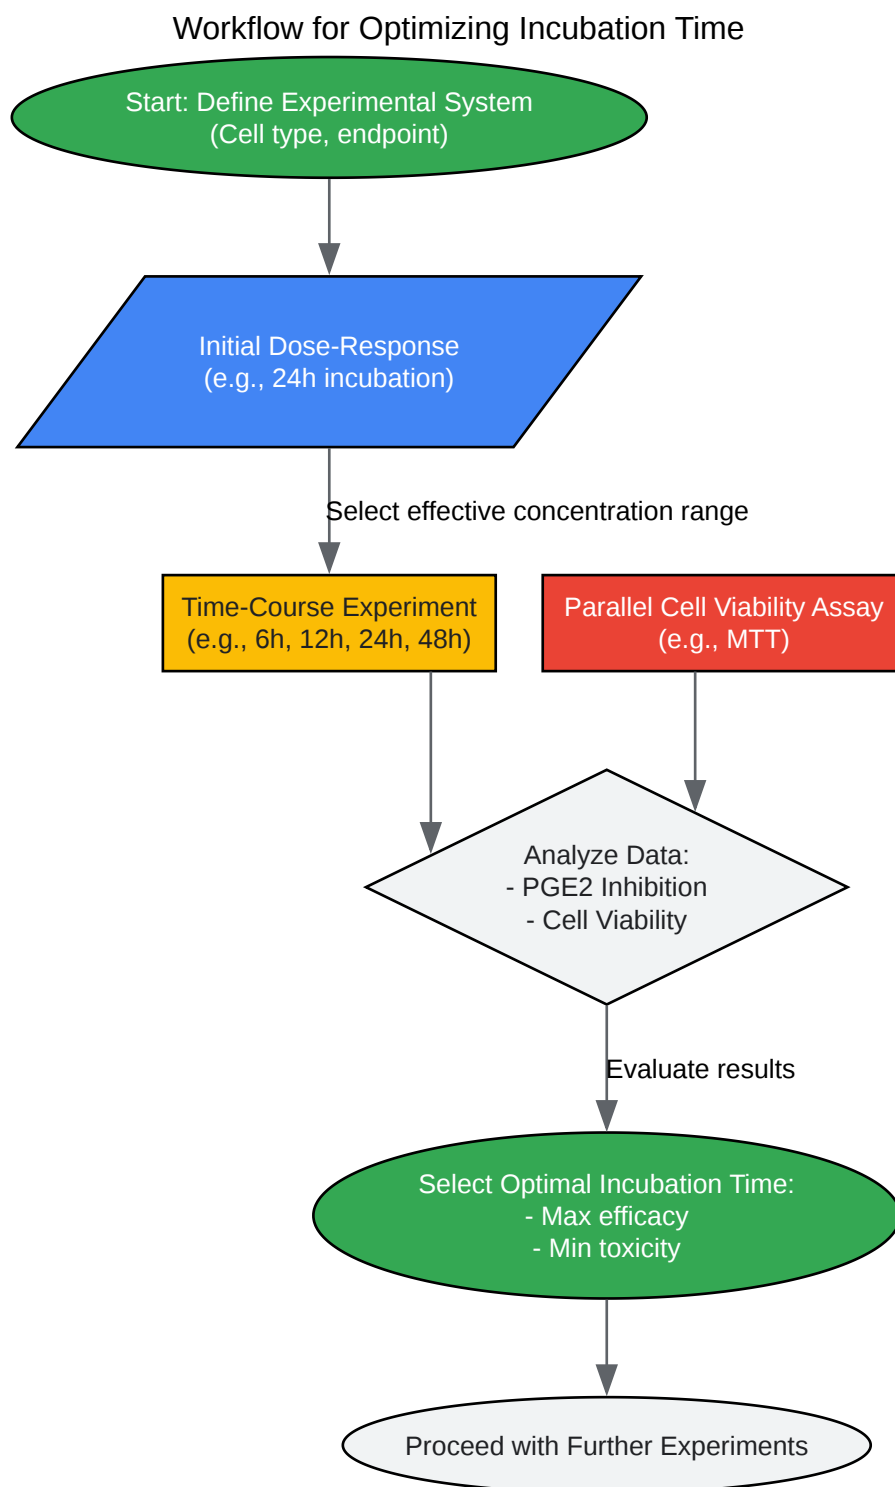 Workflow for Optimizing Incubation Time
Start: Define Experimental System
(Cell type, endpoint)
Initial Dose-Response
(e.g., 24h incubation)
Select effective concentration range
Time-Course Experiment
(e.g., 6h, 12h, 24h, 48h)
Parallel Cell Viability Assay
(e.g., MTT)
Analyze Data:
- PGE2 Inhibition
- Cell Viability
Evaluate results
Select Optimal Incubation Time:
- Max efficacy
- Min toxicity
Proceed with Further Experiments